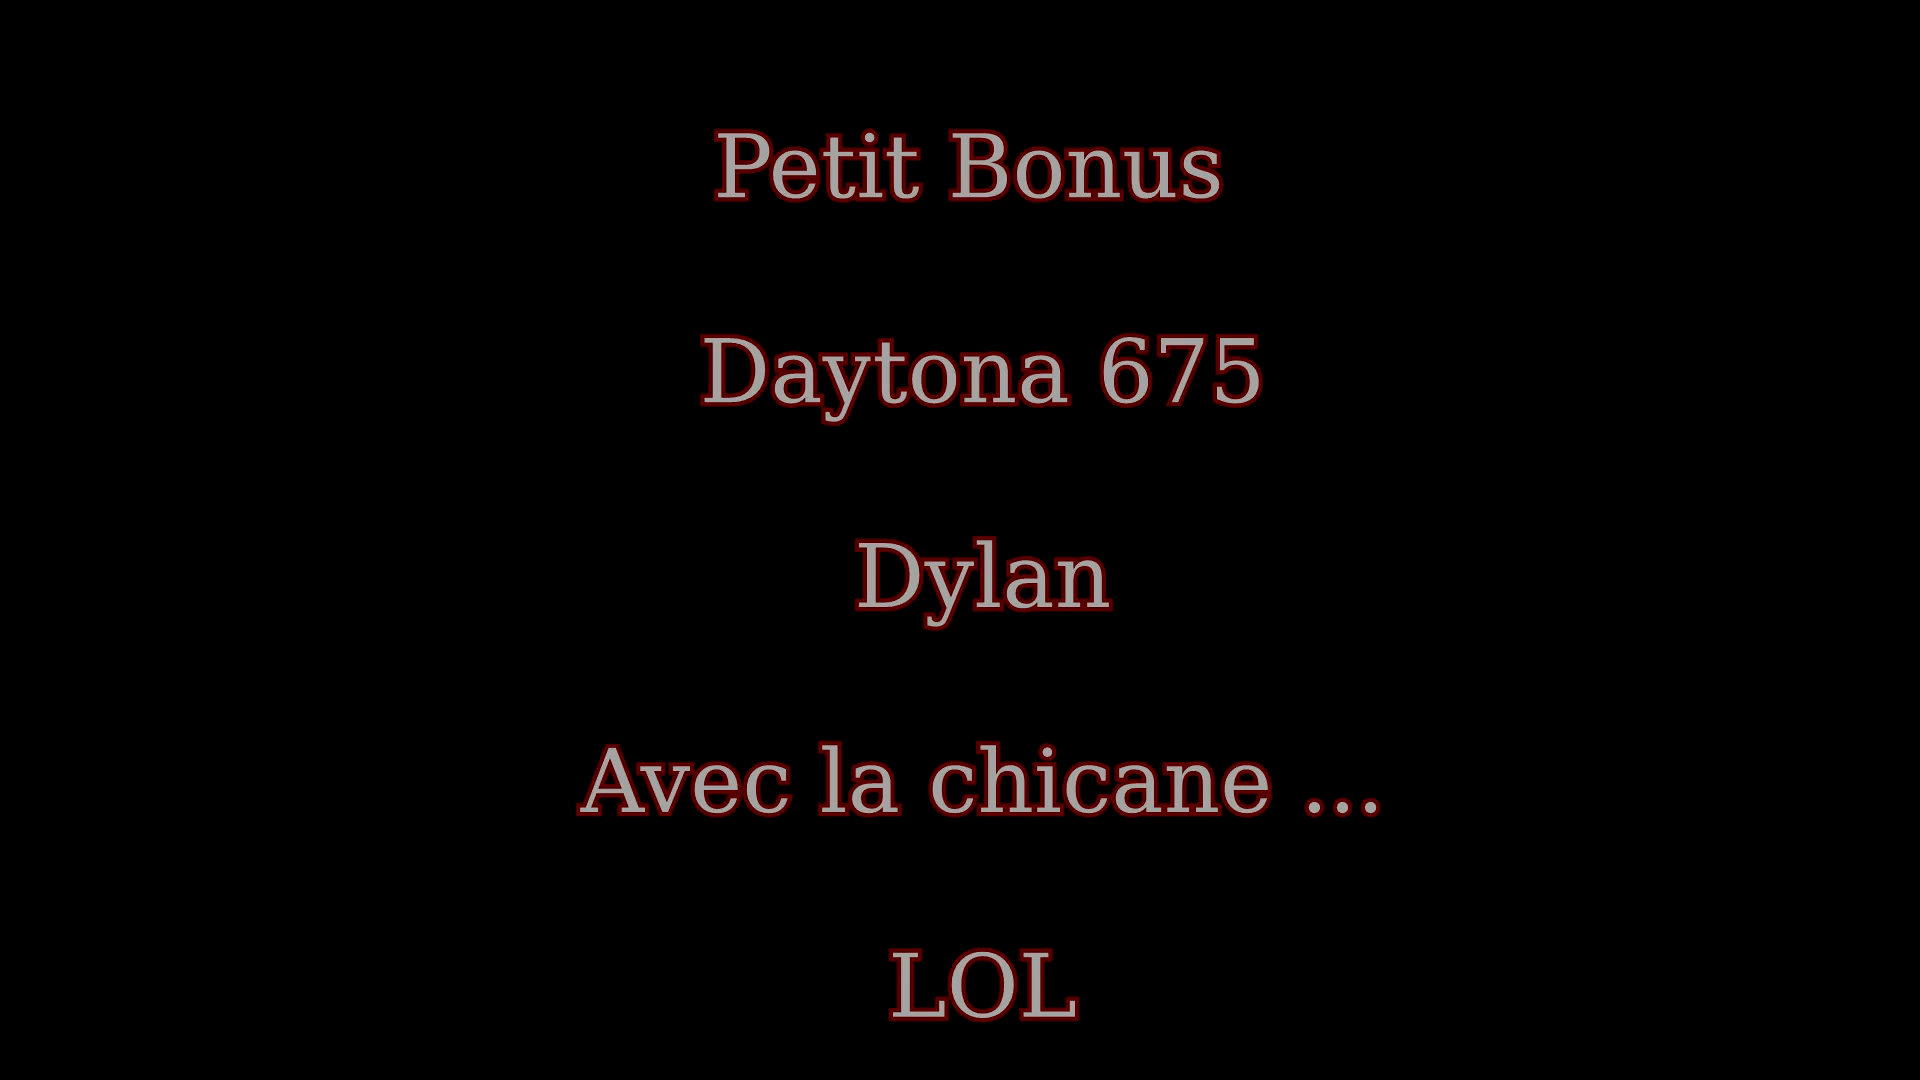 Petit Bonus
Daytona 675
Dylan
Avec la chicane ...
LOL